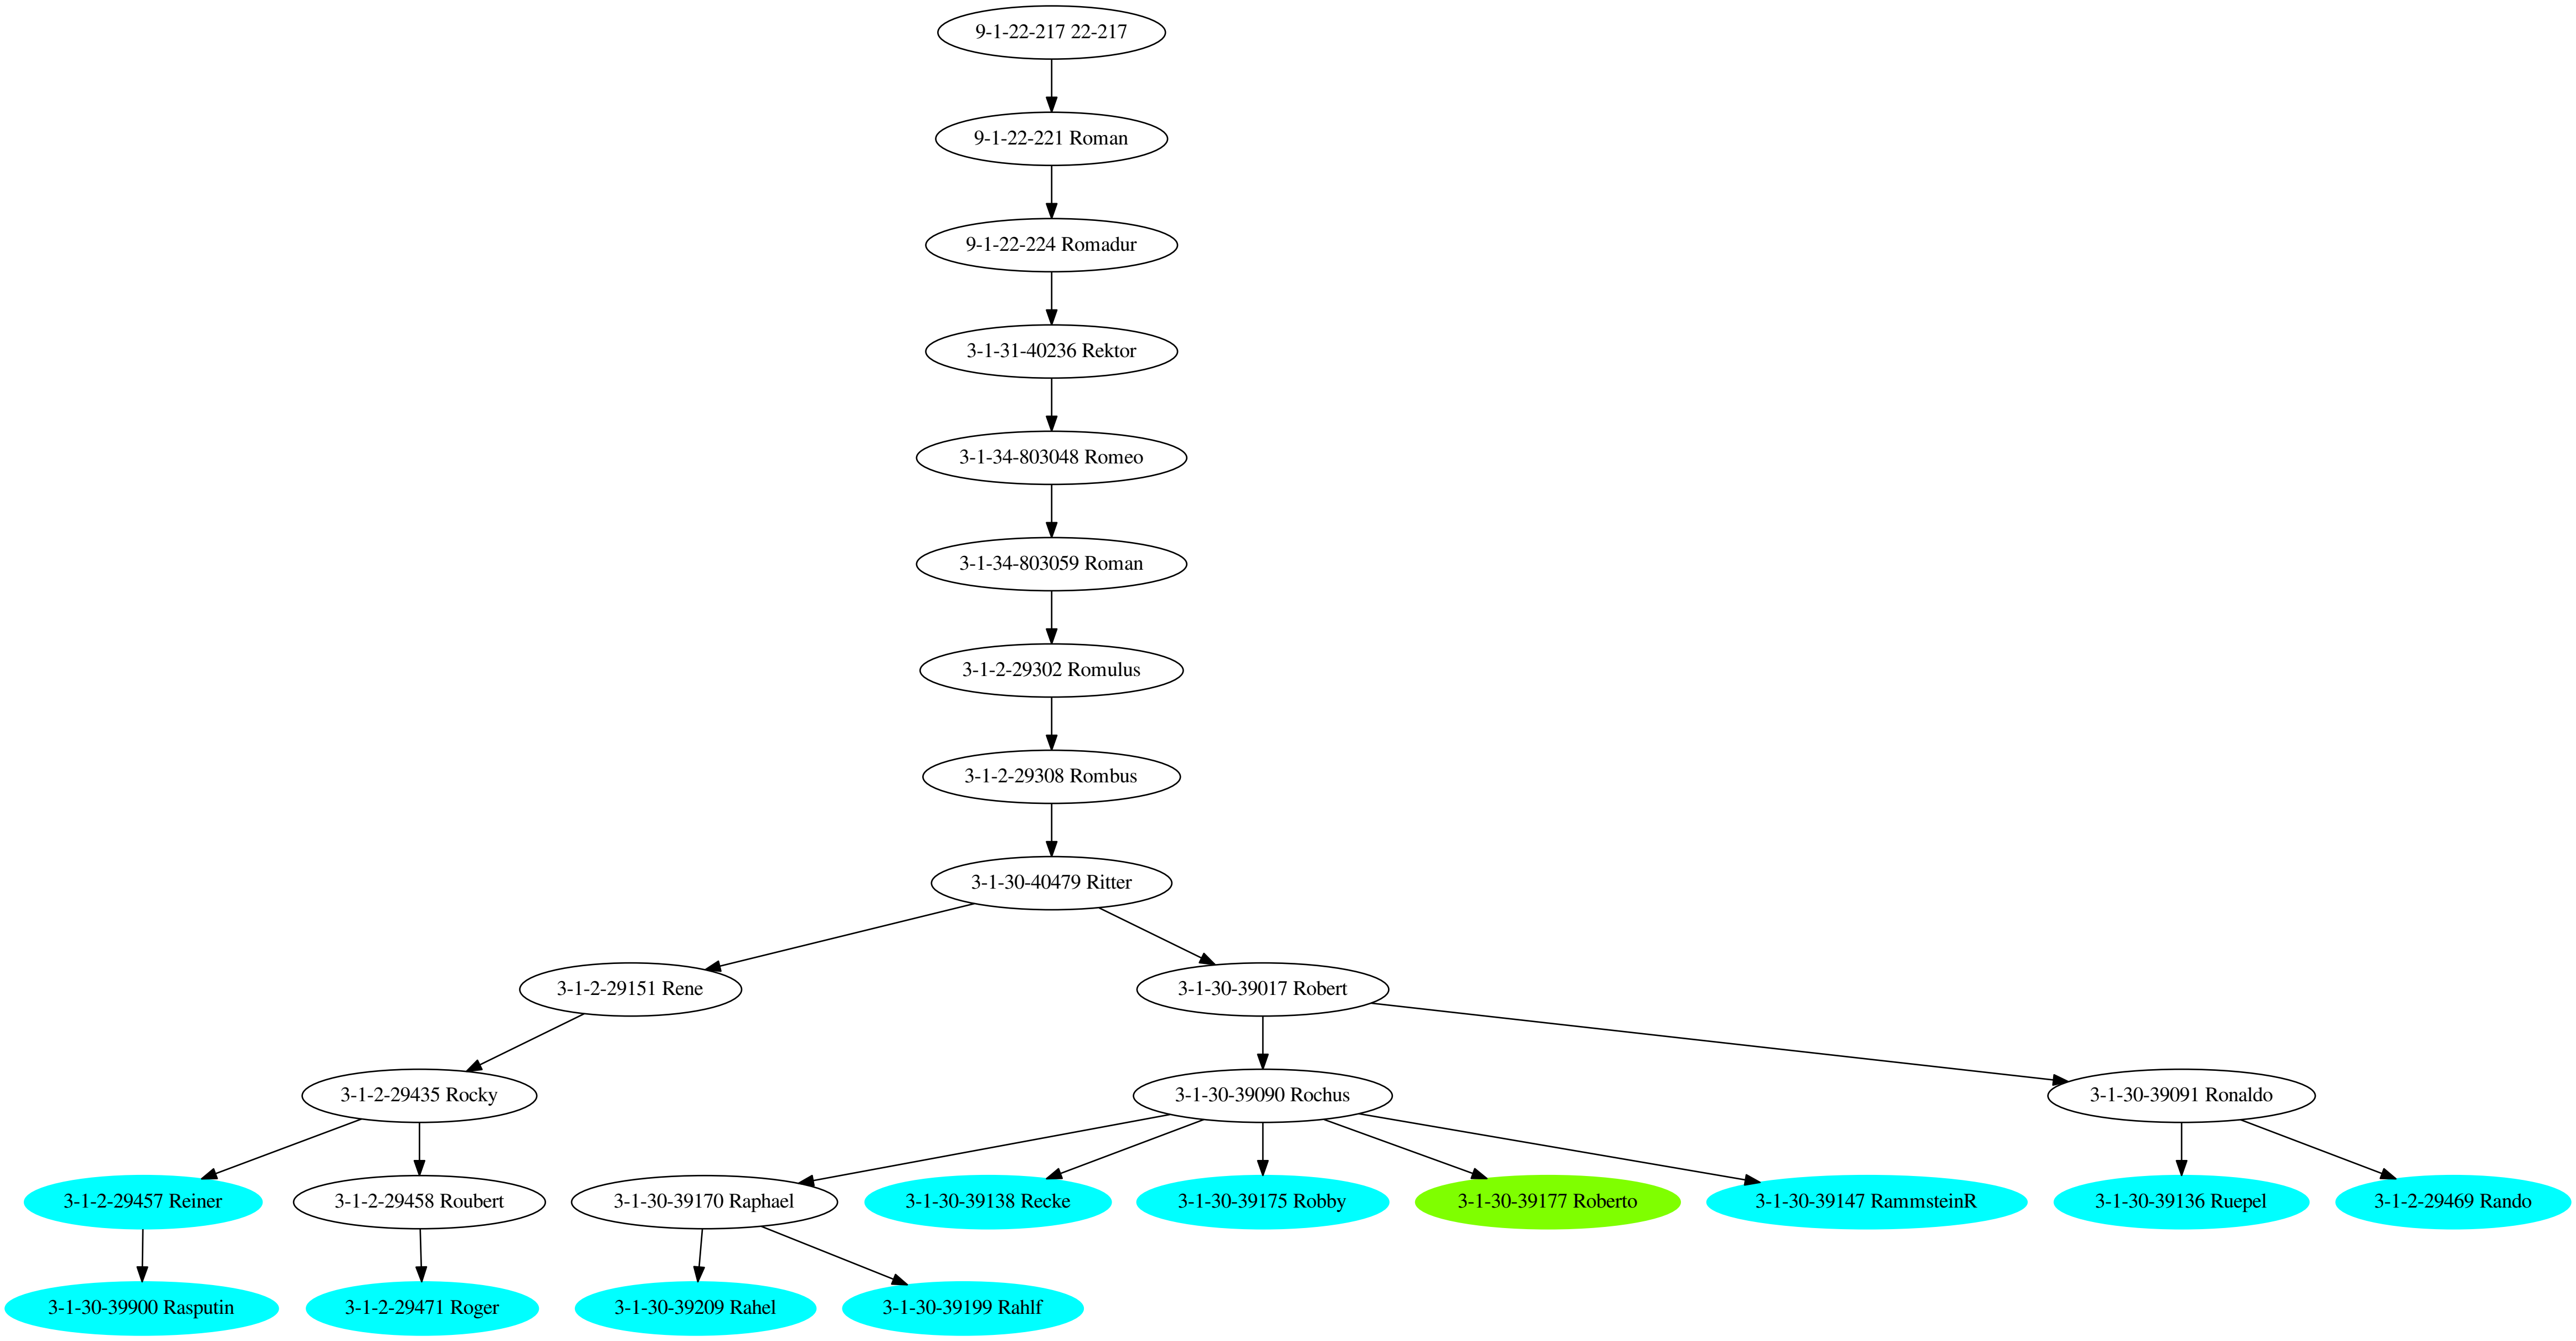 9-1-22-217 22-217
9-1-22-221 Roman
9-1-22-224 Romadur
3-1-31-40236 Rektor
3-1-34-803048 Romeo
3-1-34-803059 Roman
3-1-2-29302 Romulus
3-1-2-29308 Rombus
3-1-30-40479 Ritter
3-1-2-29151 Rene
3-1-30-39017 Robert
3-1-2-29435 Rocky
3-1-30-39090 Rochus
3-1-30-39091 Ronaldo
3-1-2-29457 Reiner
3-1-2-29458 Roubert
3-1-30-39170 Raphael
3-1-30-39138 Recke
3-1-30-39175 Robby
3-1-30-39177 Roberto
3-1-30-39147 RammsteinR
3-1-30-39136 Ruepel
3-1-2-29469 Rando
3-1-30-39900 Rasputin
3-1-2-29471 Roger
3-1-30-39209 Rahel
3-1-30-39199 Rahlf